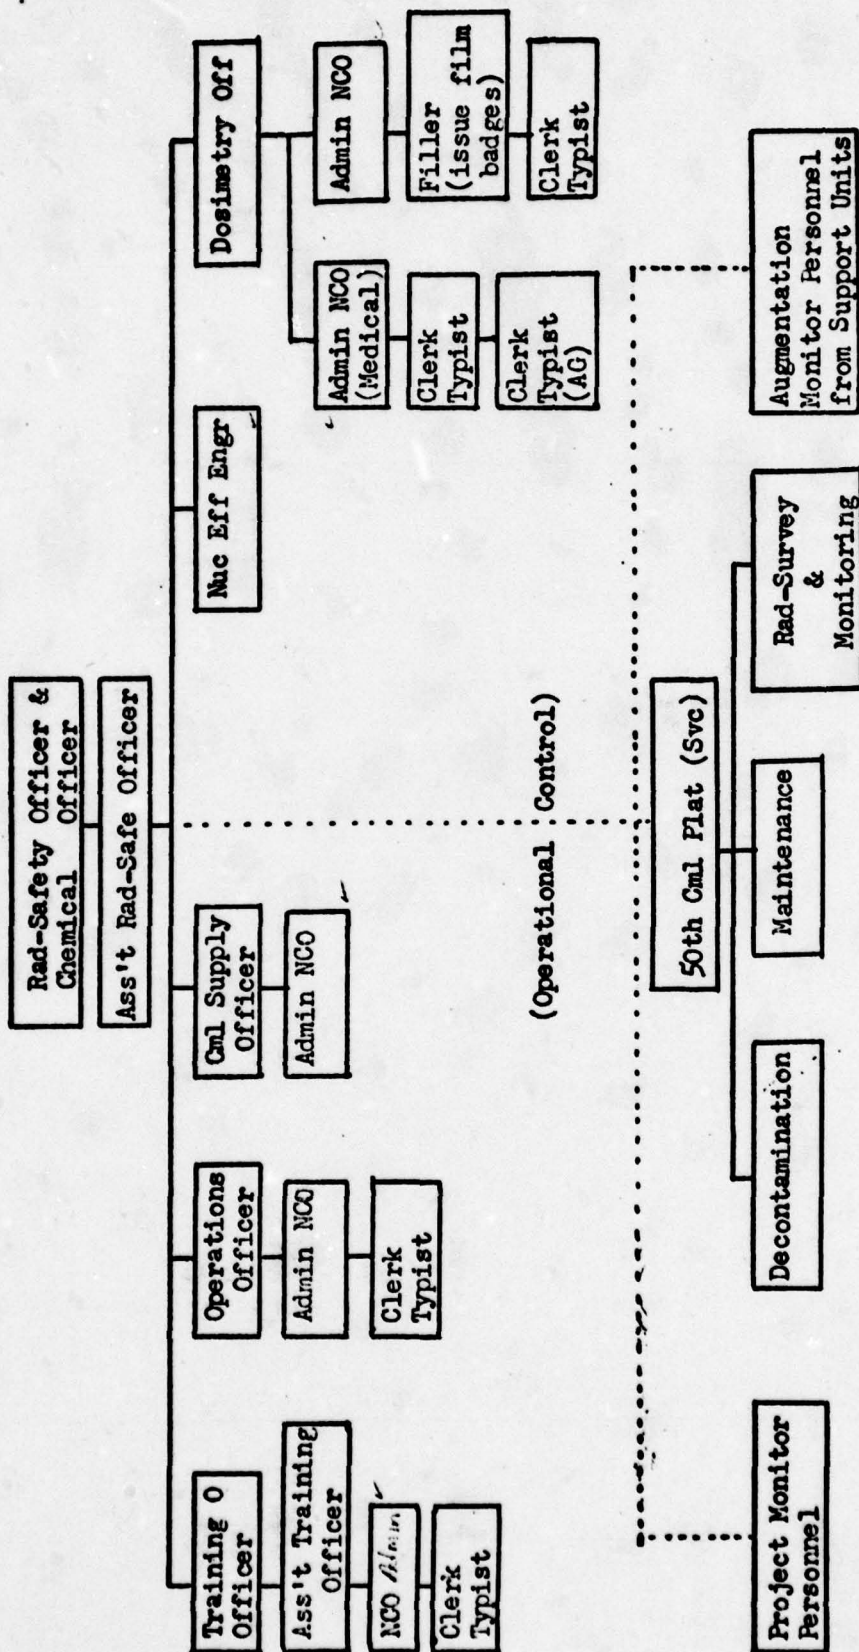 Rad-Safety Officer &
Chemical Officer
Ass't Rad-Safe Officer
Training O
Officer
Ass't Training
Officer
NCO Admin
Clerk
Typist
Operations
Officer
Admin NCO
Clerk
Typist
Cml Supply
Officer
Admin NCO
Nuc Eff Engr
Dosimetry Off
Admin NCO
(Medical)
Clerk
Typist
Clerk
Typist
(AG)
Admin NCO
Filler
(issue film
badges)
Clerk
Typist
(Operational Control)
50th Cml Plat (Svc)
Project Monitor
Personnel
Decontamination
Maintenance
Rad-Survey
&
Monitoring
Augmentation
Monitor Personnel
from Support Units